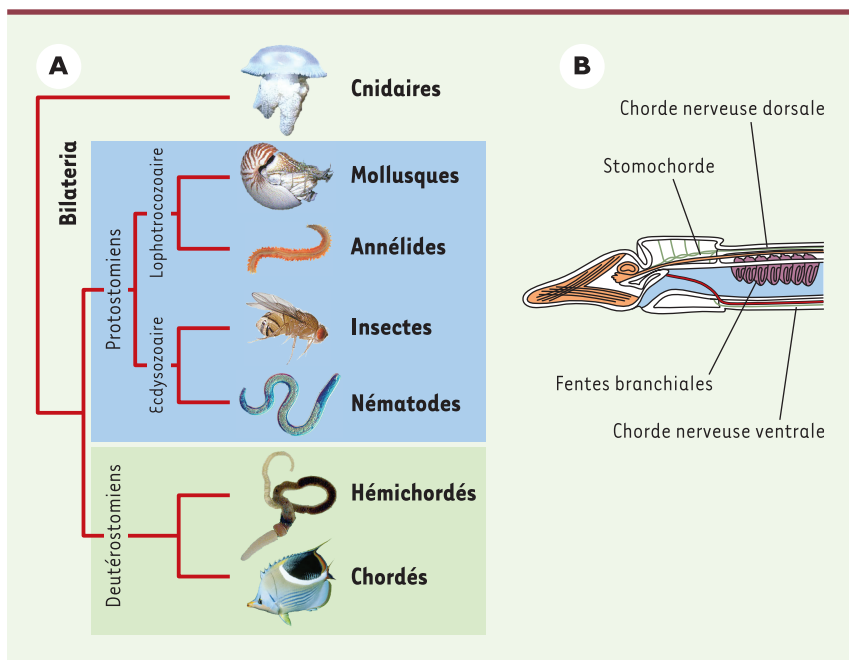 A
Cnidaires
Bilateria
Protostomiens
Lophotrocozoaire
Mollusques
Annélides
Ecdysozoaire
Insectes
Nématodes
Deutérostomiens
Hémichordés
Chordés
B
Chorde nerveuse dorsale
Stomochorde
Fentes branchiales
Chorde nerveuse ventrale